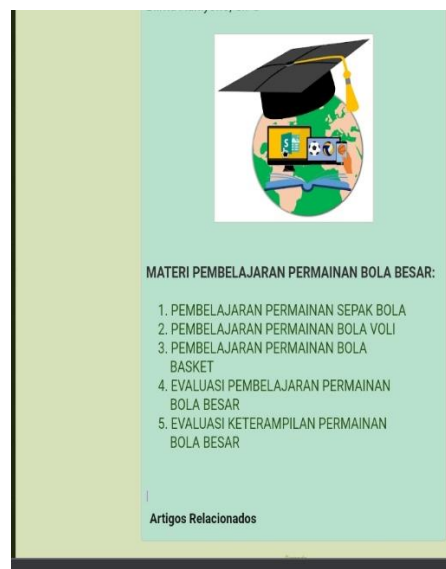 MATERI PEMBELAJARAN PERMAINAN BOLA BESAR:
1. PEMBELAJARAN PERMAINAN SEPAK BOLA
2. PEMBELAJARAN PERMAINAN BOLA VOLI
3. PEMBELAJARAN PERMAINAN BOLA
BASKET
4. EVALUASI PEMBELAJARAN PERMAINAN
BOLA BESAR
5. EVALUASI KETERAMPILAN PERMAINAN
BOLA BESAR
Artigos Relacionados